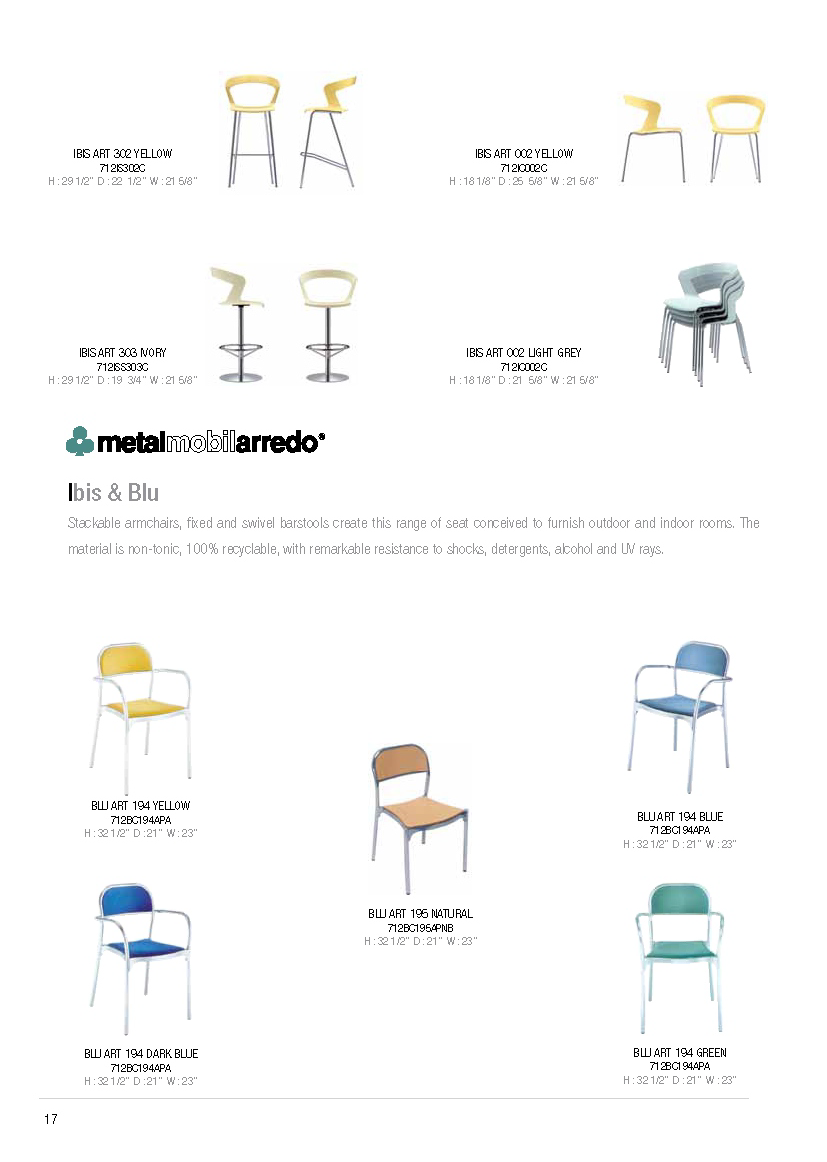 IBIS ART 302 YELLOW
712IS302C
H : 29 1/2" D : 22 1/2" W : 21 5/8"
IBIS ART 002 YELLOW
712IC002C
H : 18 1/8" D : 25 5/8" W : 21 5/8"
IBIS ART 303 IVORY
712ISS303C
H : 29 1/2" D : 19 3/4" W : 21 5/8"
IBIS ART 002 LIGHT GREY
712IC002C
H : 18 1/8" D : 21 5/8" W : 21 5/8"
metalmobilarredo®
Ibis & Blu
Stackable armchairs, fixed and swivel barstools create this range of seat conceived to furnish outdoor and indoor rooms. The
material is non-tonic, 100% recyclable, with remarkable resistance to shocks, detergents, alcohol and UV rays.
BLU ART 194 YELLOW
712BC194APA
H : 32 1/2" D : 21" W : 23"
BLU ART 194 BLUE
712BC194APA
H : 32 1/2" D : 21" W : 23"
BLU ART 195 NATURAL
712BC195APNB
H : 32 1/2" D : 21" W : 23"
BLU ART 194 DARK BLUE
712BC194APA
H : 32 1/2" D : 21" W : 23"
BLU ART 194 GREEN
712BC194APA
H : 32 1/2" D : 21" W : 23"
17